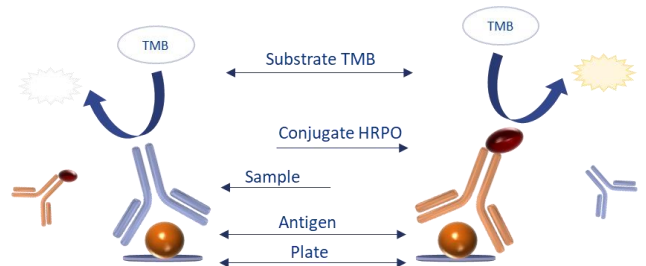 TMB
TMB
Substrate TMB
Conjugate HRPO
Sample
Antigen
Plate